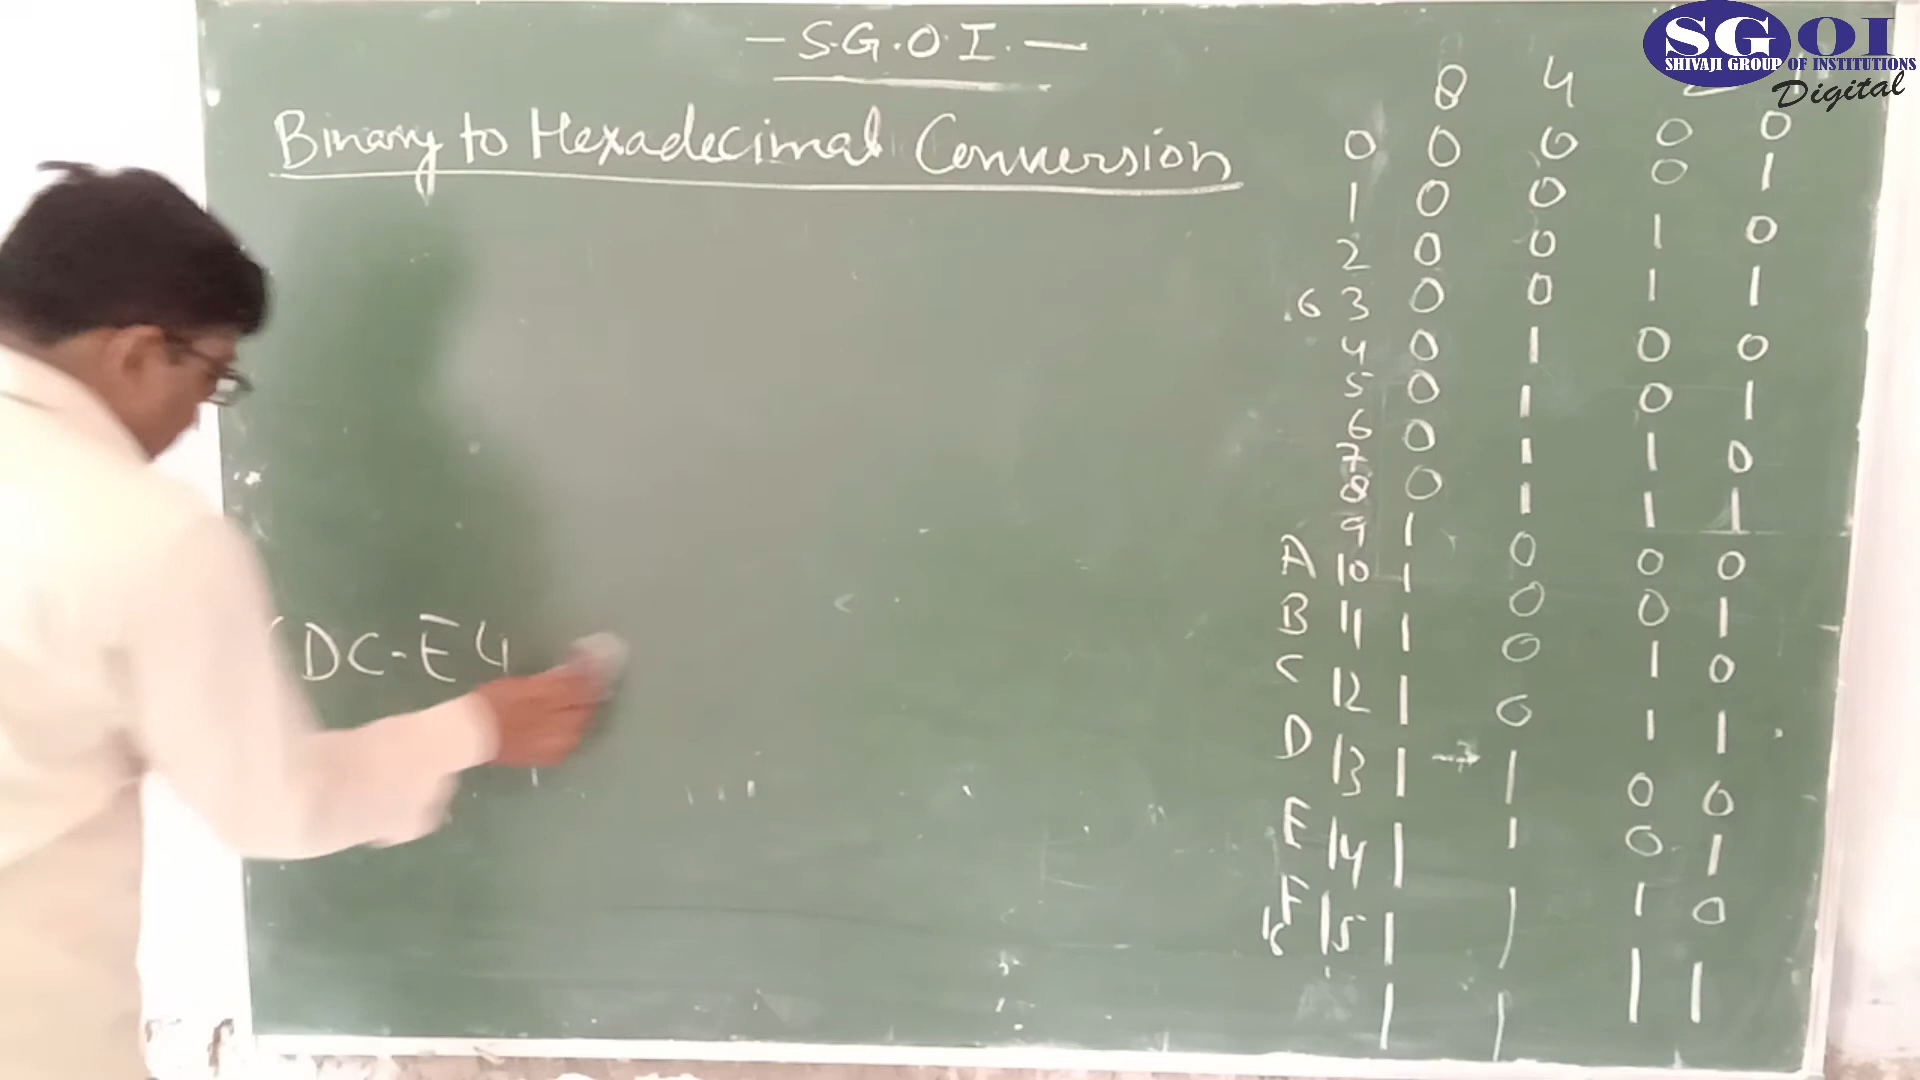 - S.G.O.I. -
SGOI
SHIVAJI GROUP OF INSTITUTIONS
Digital
Binary to Hexadecimal Conversion
8 4
0 0 0 0 0
1 0 0 0 1
2 0 0 1 0
.6 3 0 0 1 1
4 0 1 0 0
5 0 1 0 1
6 0 1 1 0
7 0 1 1 1
8 1 0 0 0
9 1 0 0 1
A 10 1 0 1 0
B 11 1 0 1 1
C 12 1 1 0 0
D 13 1 1 0 1
E 14 1 1 1 0
F 15 1 1 1 1
(DC.E4